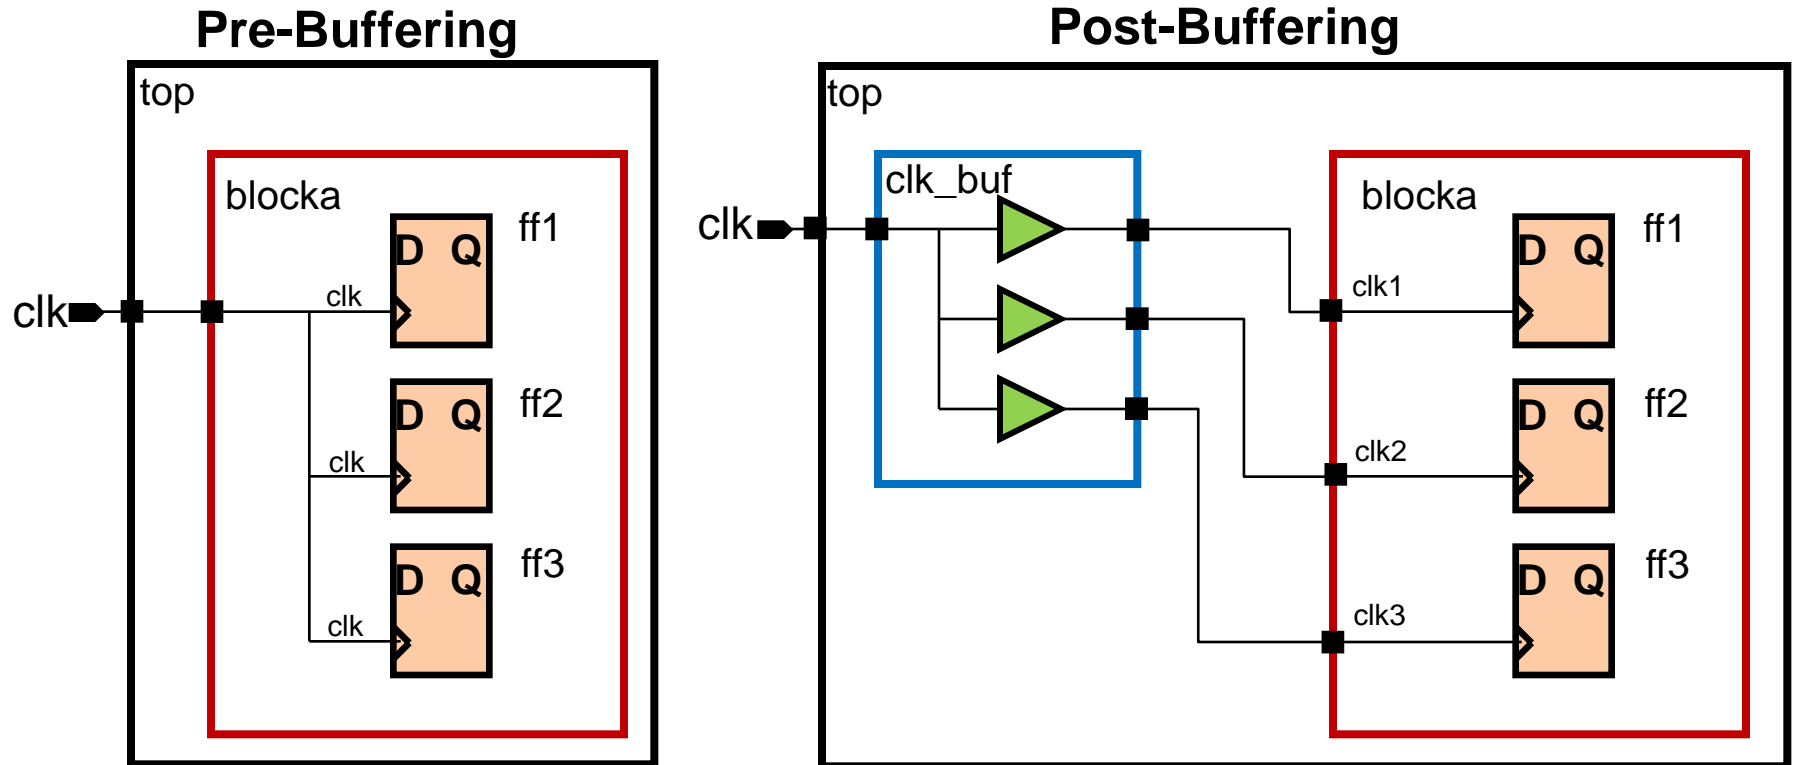 Pre-Buffering
top
blocka
clk
clk
D Q
ff1
clk
D Q
ff2
clk
D Q
ff3
Post-Buffering
top
clk
clk_buf
blocka
clk1
D Q
ff1
clk2
D Q
ff2
clk3
D Q
ff3